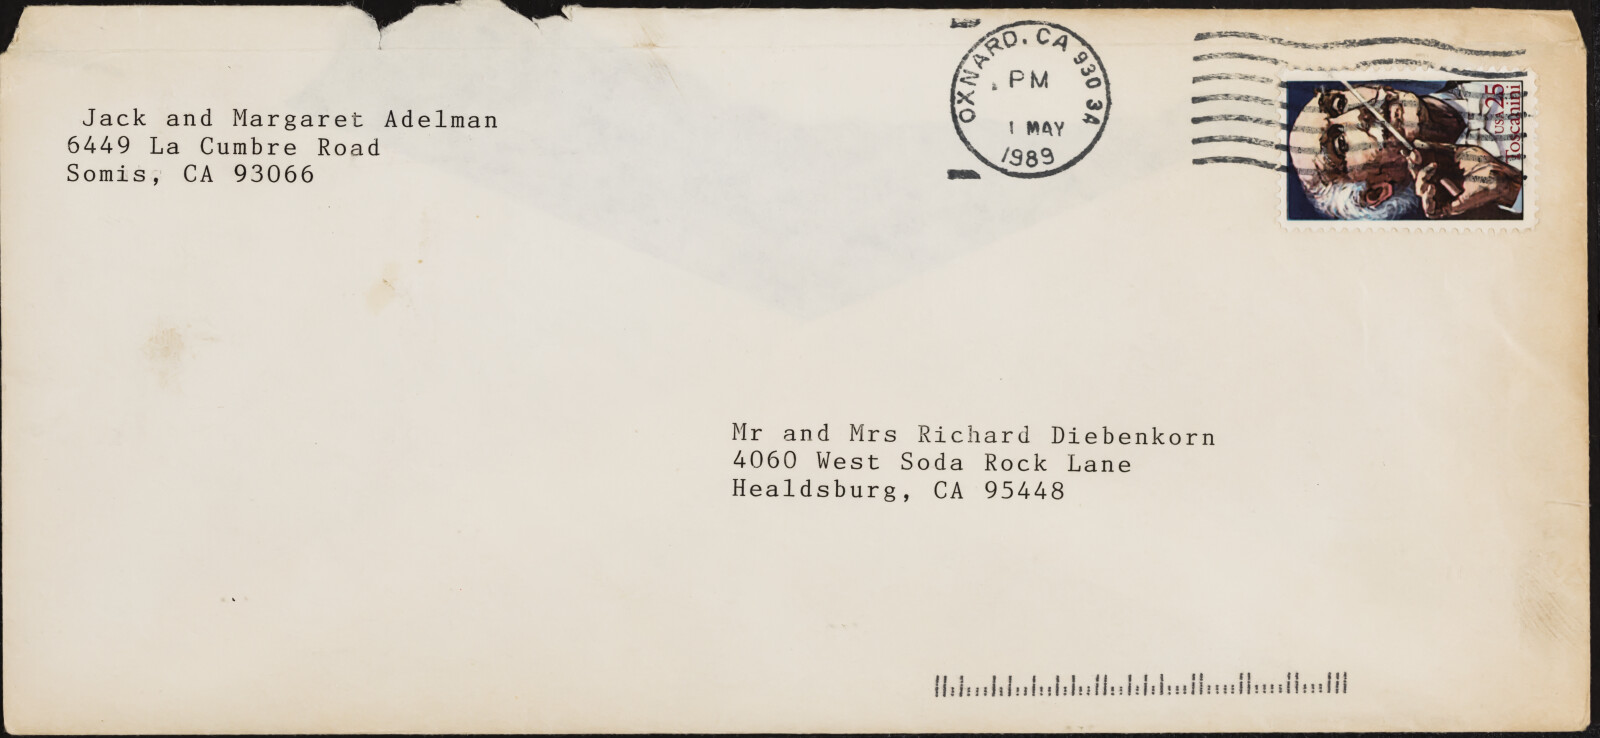 Jack and Margaret Adelman
6449 La Cumbre Road
Somis, CA 93066
OXNARD, CA 930 3A
PM
1 MAY
1989
USA 25
Toscanini
Mr and Mrs Richard Diebenkorn
4060 West Soda Rock Lane
Healdsburg, CA 95448